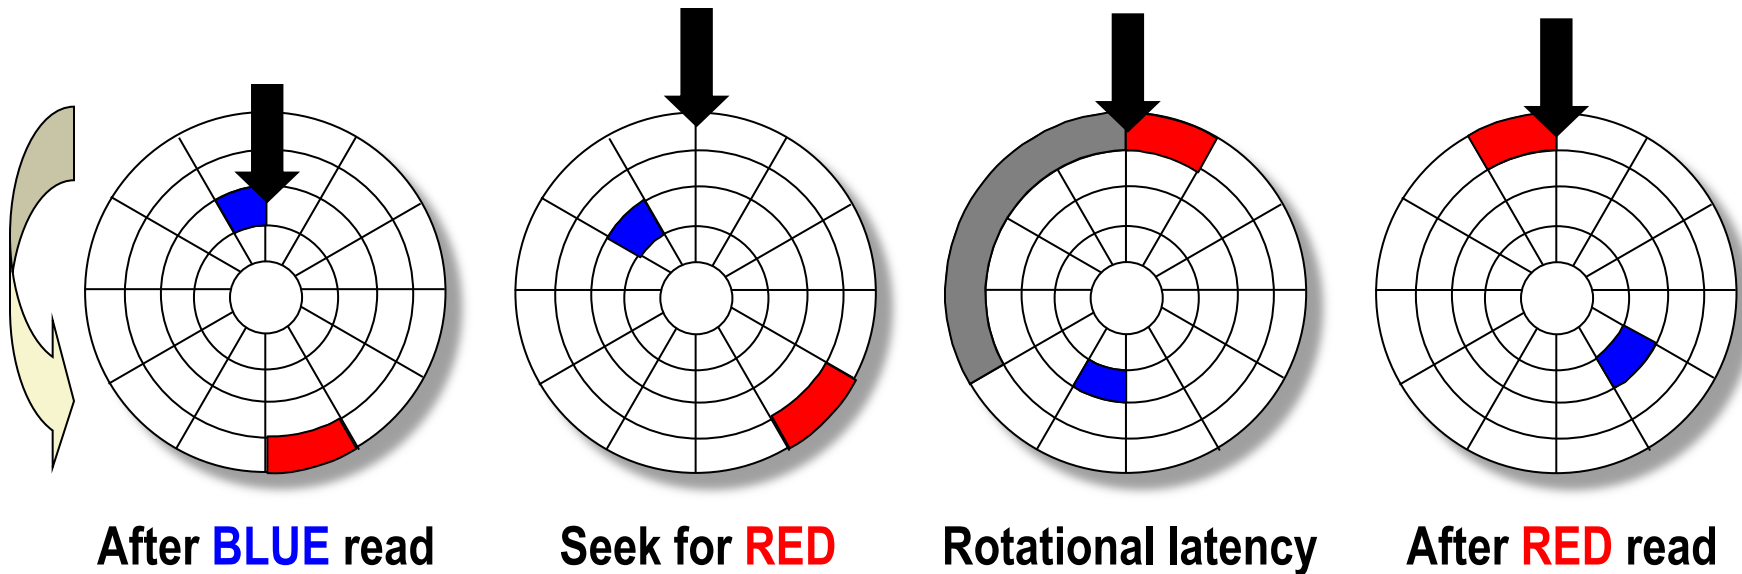 After BLUE read
Seek for RED
Rotational latency
After RED read